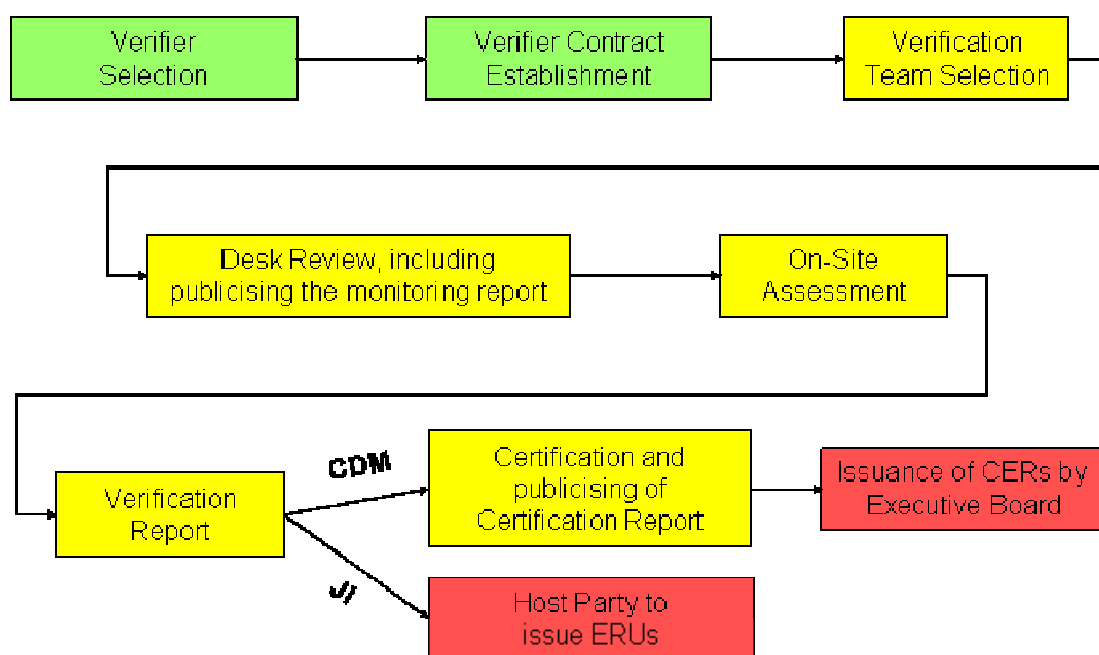 Verifier
Selection
Verifier Contract
Establishment
Verification
Team Selection
Desk Review, including
publicising the monitoring report
On-Site
Assessment
Verification
Report
CDM
JI
Certification and
publicising of
Certification Report
Issuance of CERs by
Executive Board
Host Party to
issue ERUs